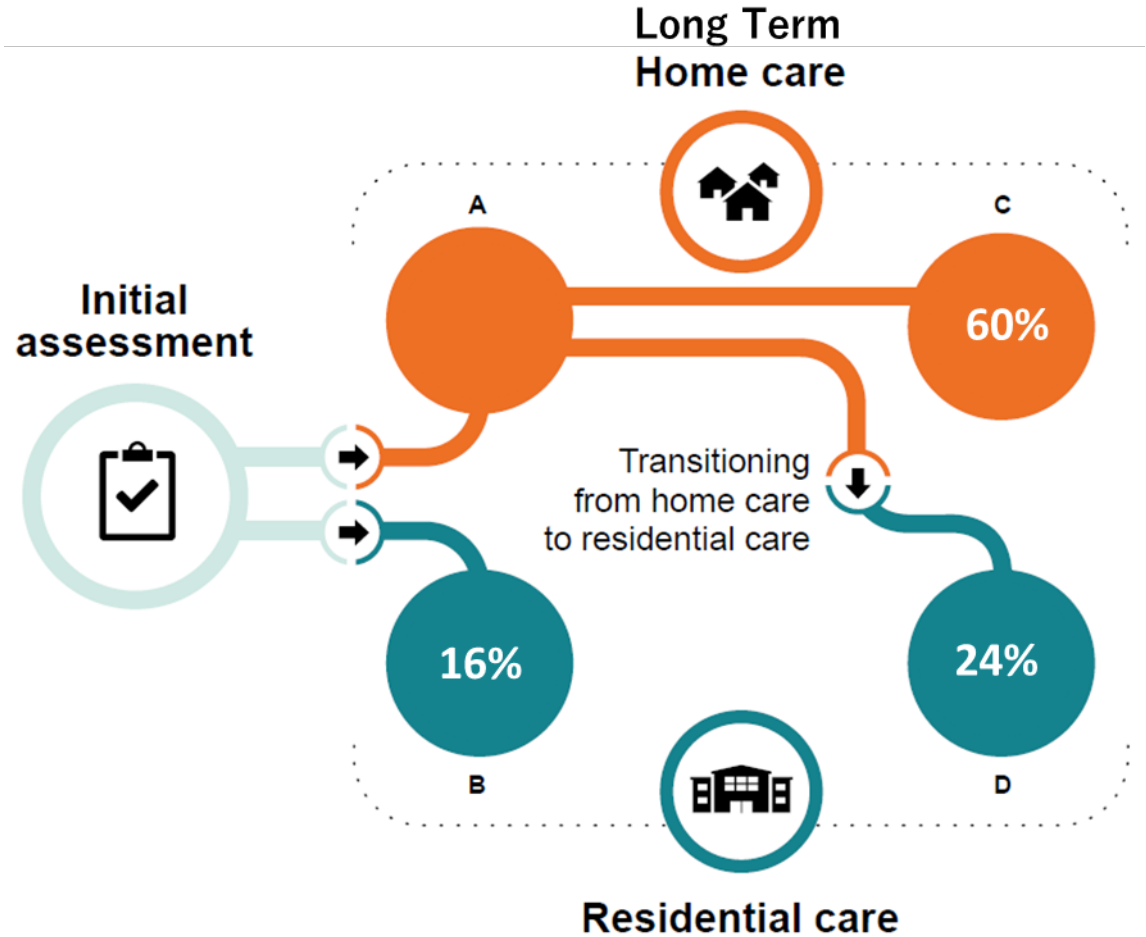 Long Term
Home care
A
C
Initial
assessment
60%
Transitioning
from home care
to residential care
16%
24%
B
D
Residential care